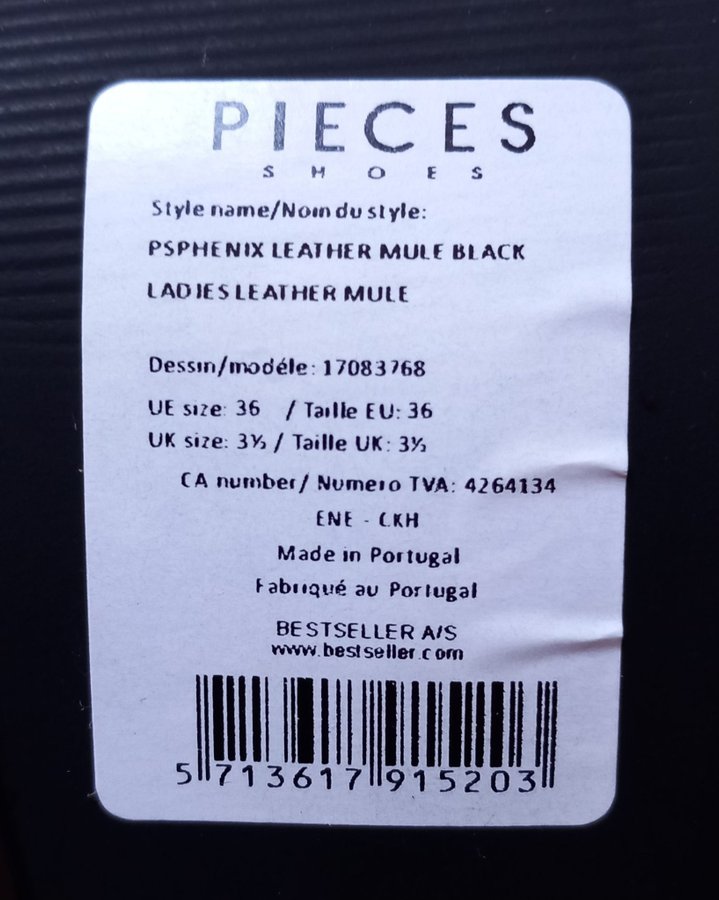 PIECES
SHOES
Style name/Nom du style:
PSPHENIX LEATHER MULE BLACK
LADIES LEATHER MULE
Dessin/modéle: 17083768
UE size: 36 / Taille EU: 36
UK size: 3½ / Taille UK: 3½
CA number/ Numero TVA: 4264134
ENE - CKH
Made in Portugal
Fabriqué au Portugal
BESTSELLER A/S
www.bestseller.com
5 713617 915203